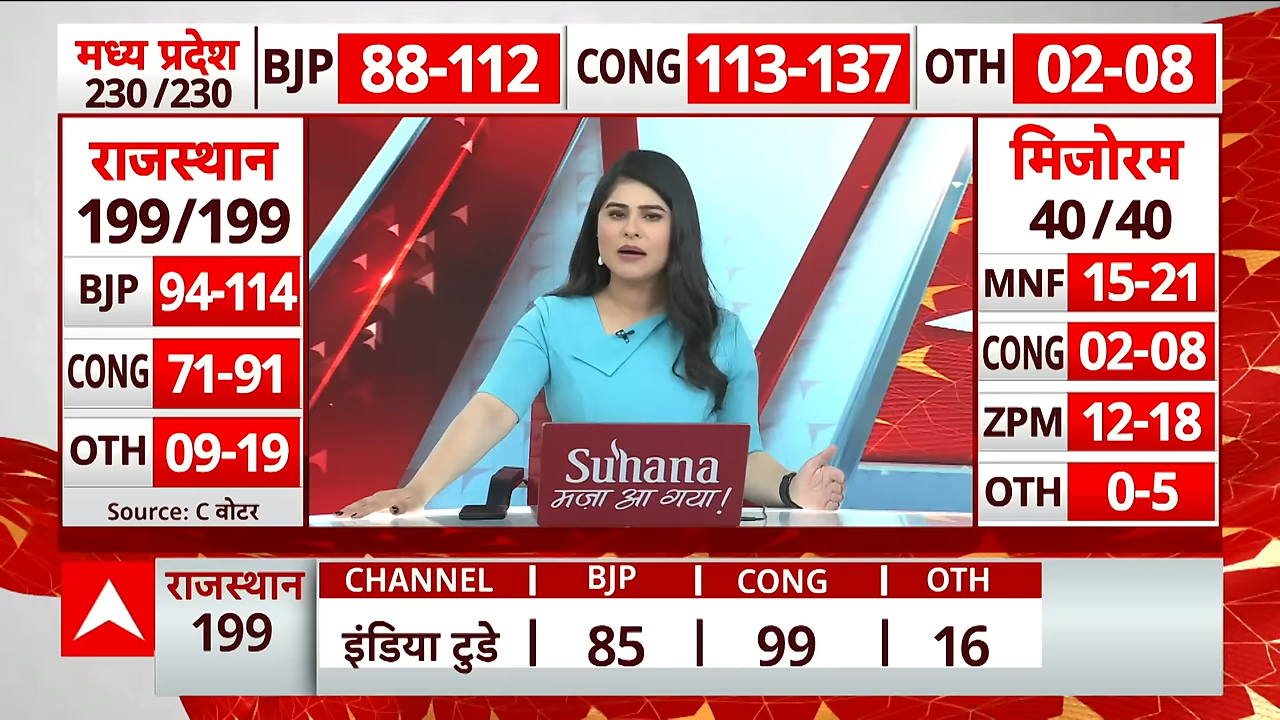 मध्य प्रदेश
230/230
BJP 88-112 CONG 113-137 OTH 02-08
राजस्थान
199/199
BJP 94-114
CONG 71-91
OTH 09-19
Source: C वोटर
Suhana
मज़ा आ गया!
मिजोरम
40/40
MNF 15-21
CONG 02-08
ZPM 12-18
OTH 0-5
राजस्थान
199
CHANNEL | BJP | CONG | OTH
इंडिया टुडे | 85 | 99 | 16